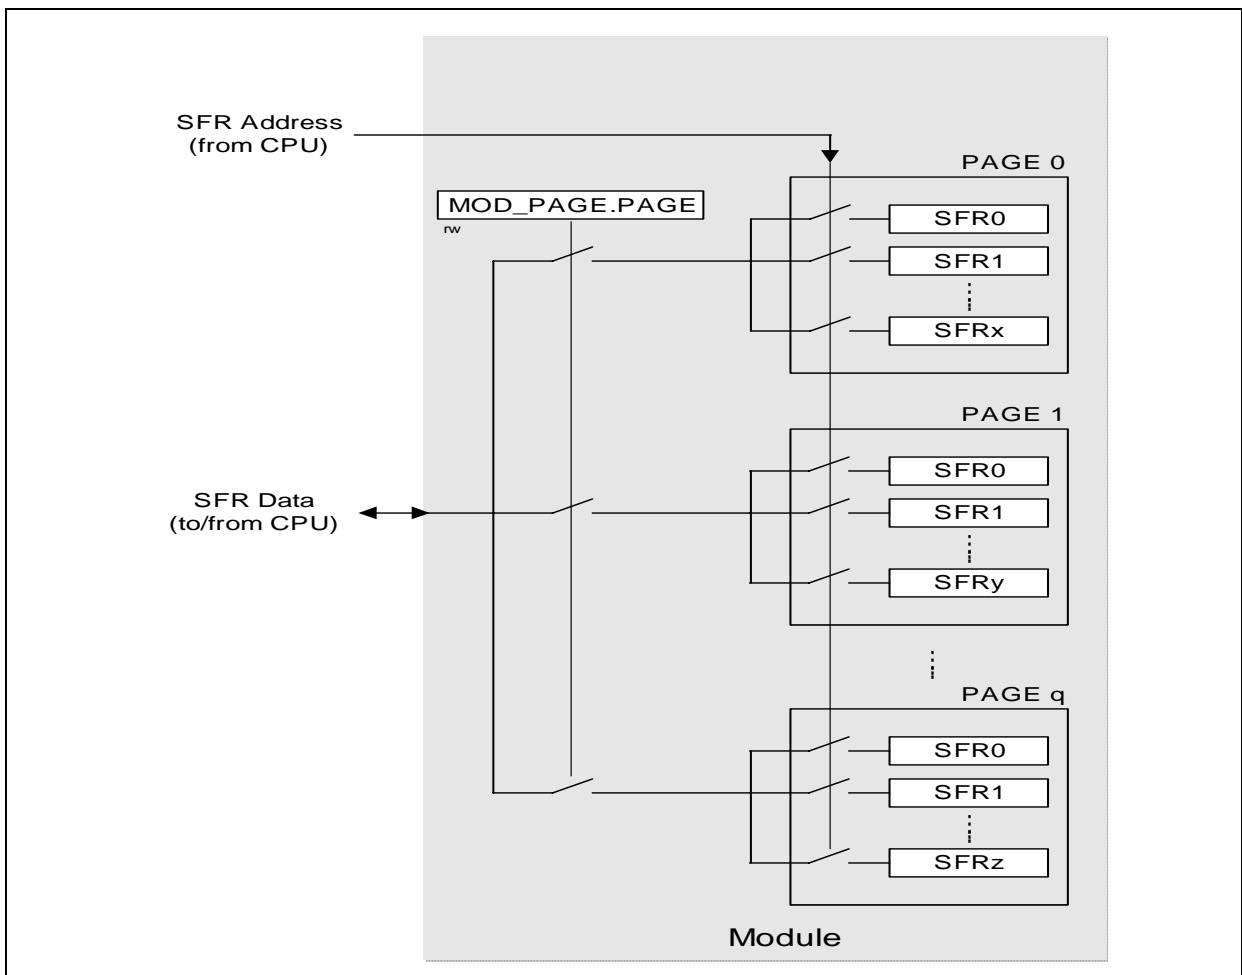 SFR Address
(from CPU)
PAGE 0
MOD_PAGE.PAGE
rw
SFR0
SFR1
SFRx
PAGE 1
SFR0
SFR1
SFRy
SFR Data
(to/from CPU)
PAGE q
SFR0
SFR1
SFRz
Module